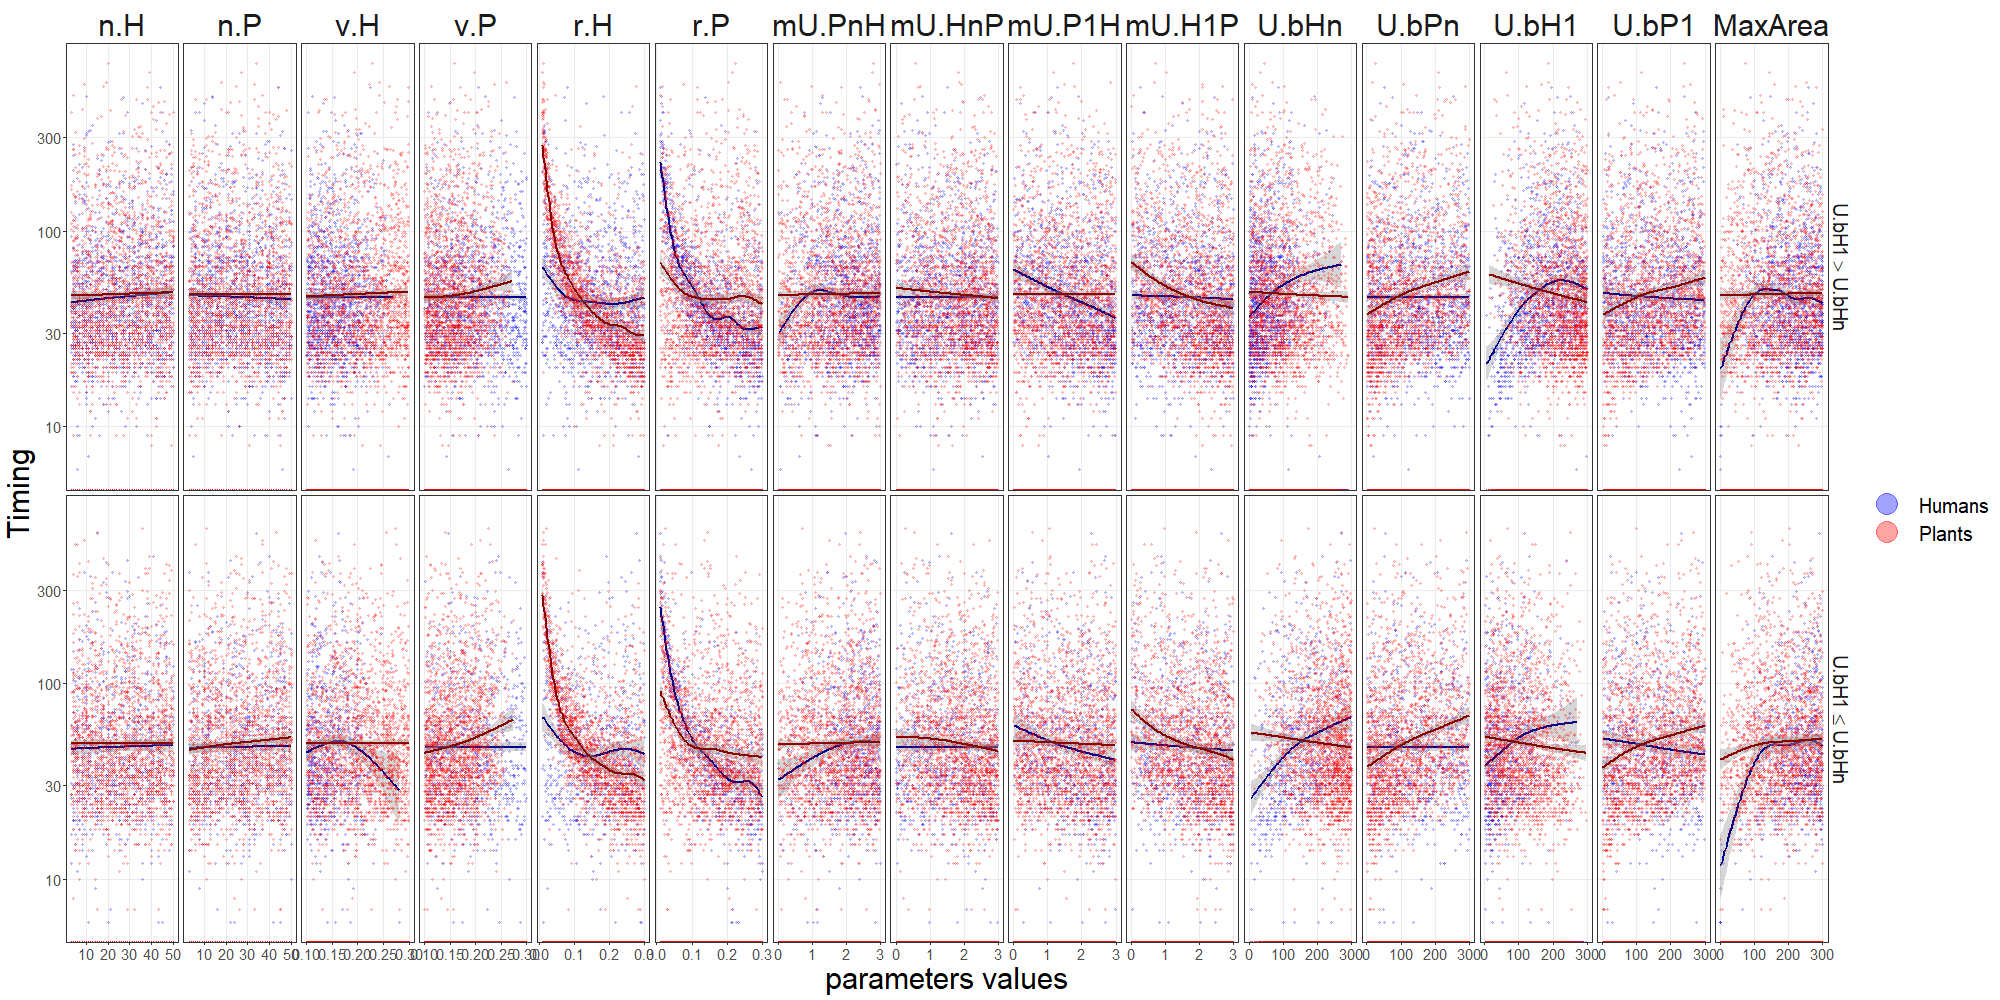 n.H n.P v.H v.P r.H r.P mU.PnH mU.HnP mU.P1H mU.H1P U.bHn U.bPn U.bH1 U.bP1 MaxArea
300
100
30
10
U.bH1 > U.bHn
Timing
Humans
Plants
300
100
30
10
U.bH1 ≤ U.bHn
10 20 30 40 50 10 20 30 40 50 0.10 0.15 0.20 0.25 0.30 0.10 0.15 0.20 0.25 0.30 0.0 0.1 0.2 0.3 0.0 0.1 0.2 0.3 0 1 2 3 0 1 2 3 0 1 2 3 0 1 2 3 0 100 200 300 0 100 200 300 0 100 200 300 0 100 200 300 0 100 200 300
parameters values